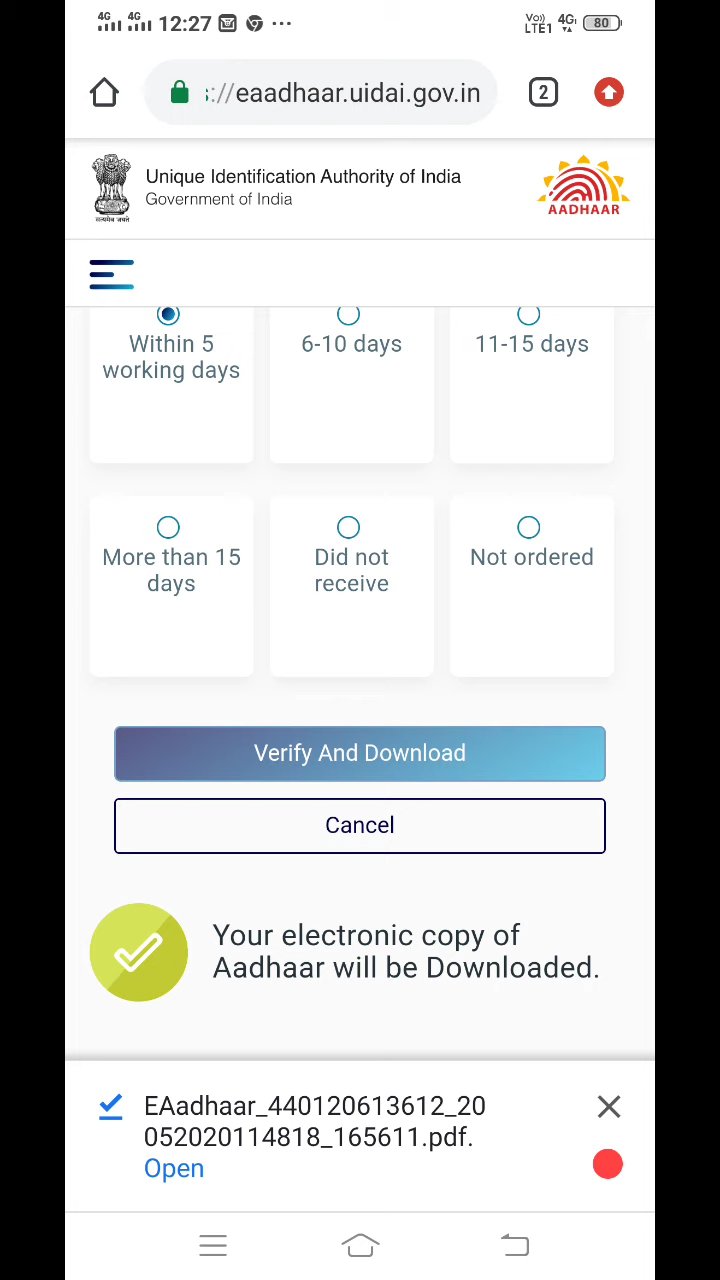 4G 4G 12:27 Vo)) LTE1 4G 80
://eaadhaar.uidai.gov.in 2
Unique Identification Authority of India
Government of India
सत्यमेव जयते
AADHAAR
Within 5 working days
6-10 days
11-15 days
More than 15 days
Did not receive
Not ordered
Verify And Download
Cancel
Your electronic copy of
Aadhaar will be Downloaded.
EAadhaar_440120613612_20
052020114818_165611.pdf.
Open